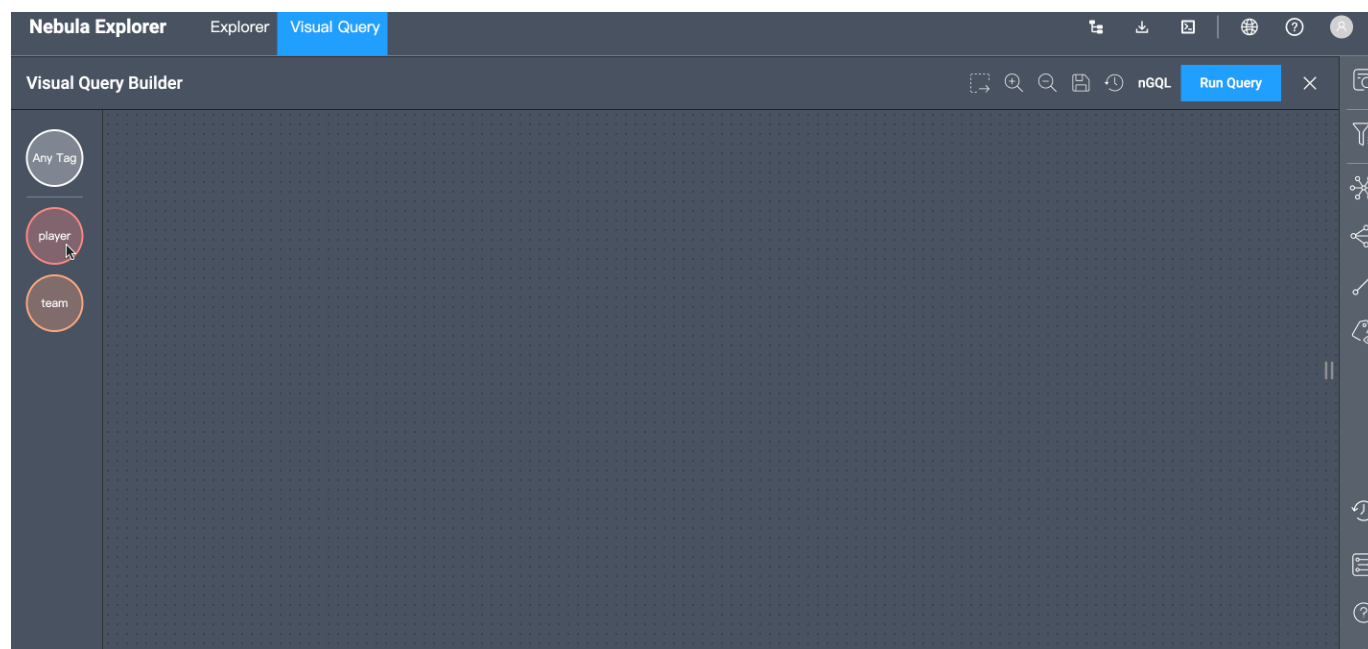 Nebula Explorer Explorer Visual Query
Visual Query Builder nGQL Run Query
Any Tag
player
team